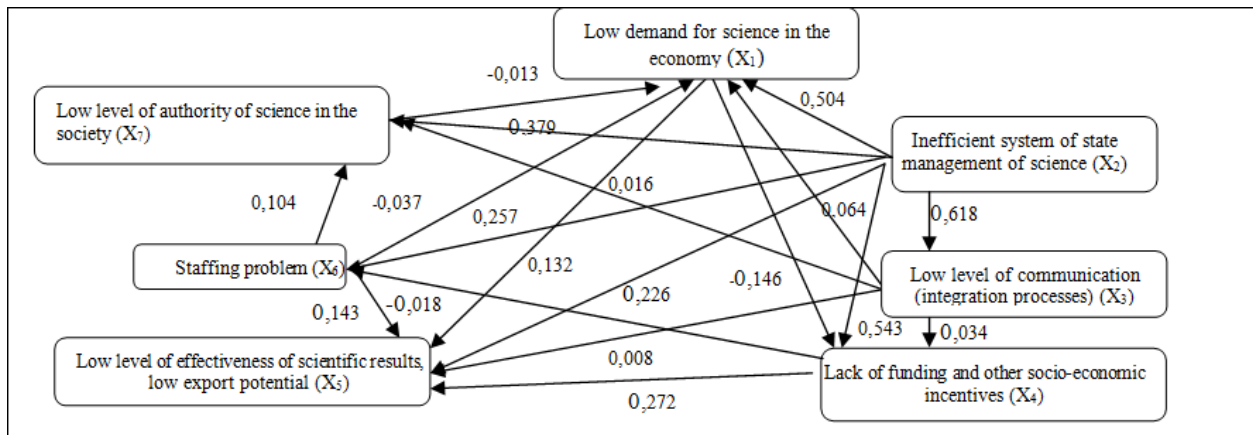 Low demand for science in the
economy (X₁)
-0,013
Low level of authority of science in the
society (X₇)
0,504
0,379
Inefficient system of state
management of science (X₂)
0,104
-0,037
0,257
0,016
0,064
0,618
Staffing problem (X₆)
0,132
Low level of communication
(integration processes) (X₃)
0,143
-0,018
0,226
-0,146
0,543
0,034
Low level of effectiveness of scientific results,
low export potential (X₅)
0,008
Lack of funding and other socio-economic
incentives (X₄)
0,272